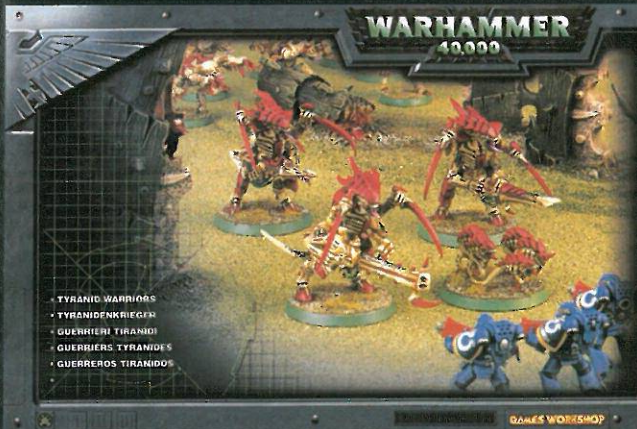 WARHAMMER
40,000
• TYRANID WARRIORS
• TYRANIDENKRIEGER
• GUERRIERI TIRANIDI
• GUERRIERS TYRANIDES
• GUERREROS TIRANIDOS
GAMES WORKSHOP